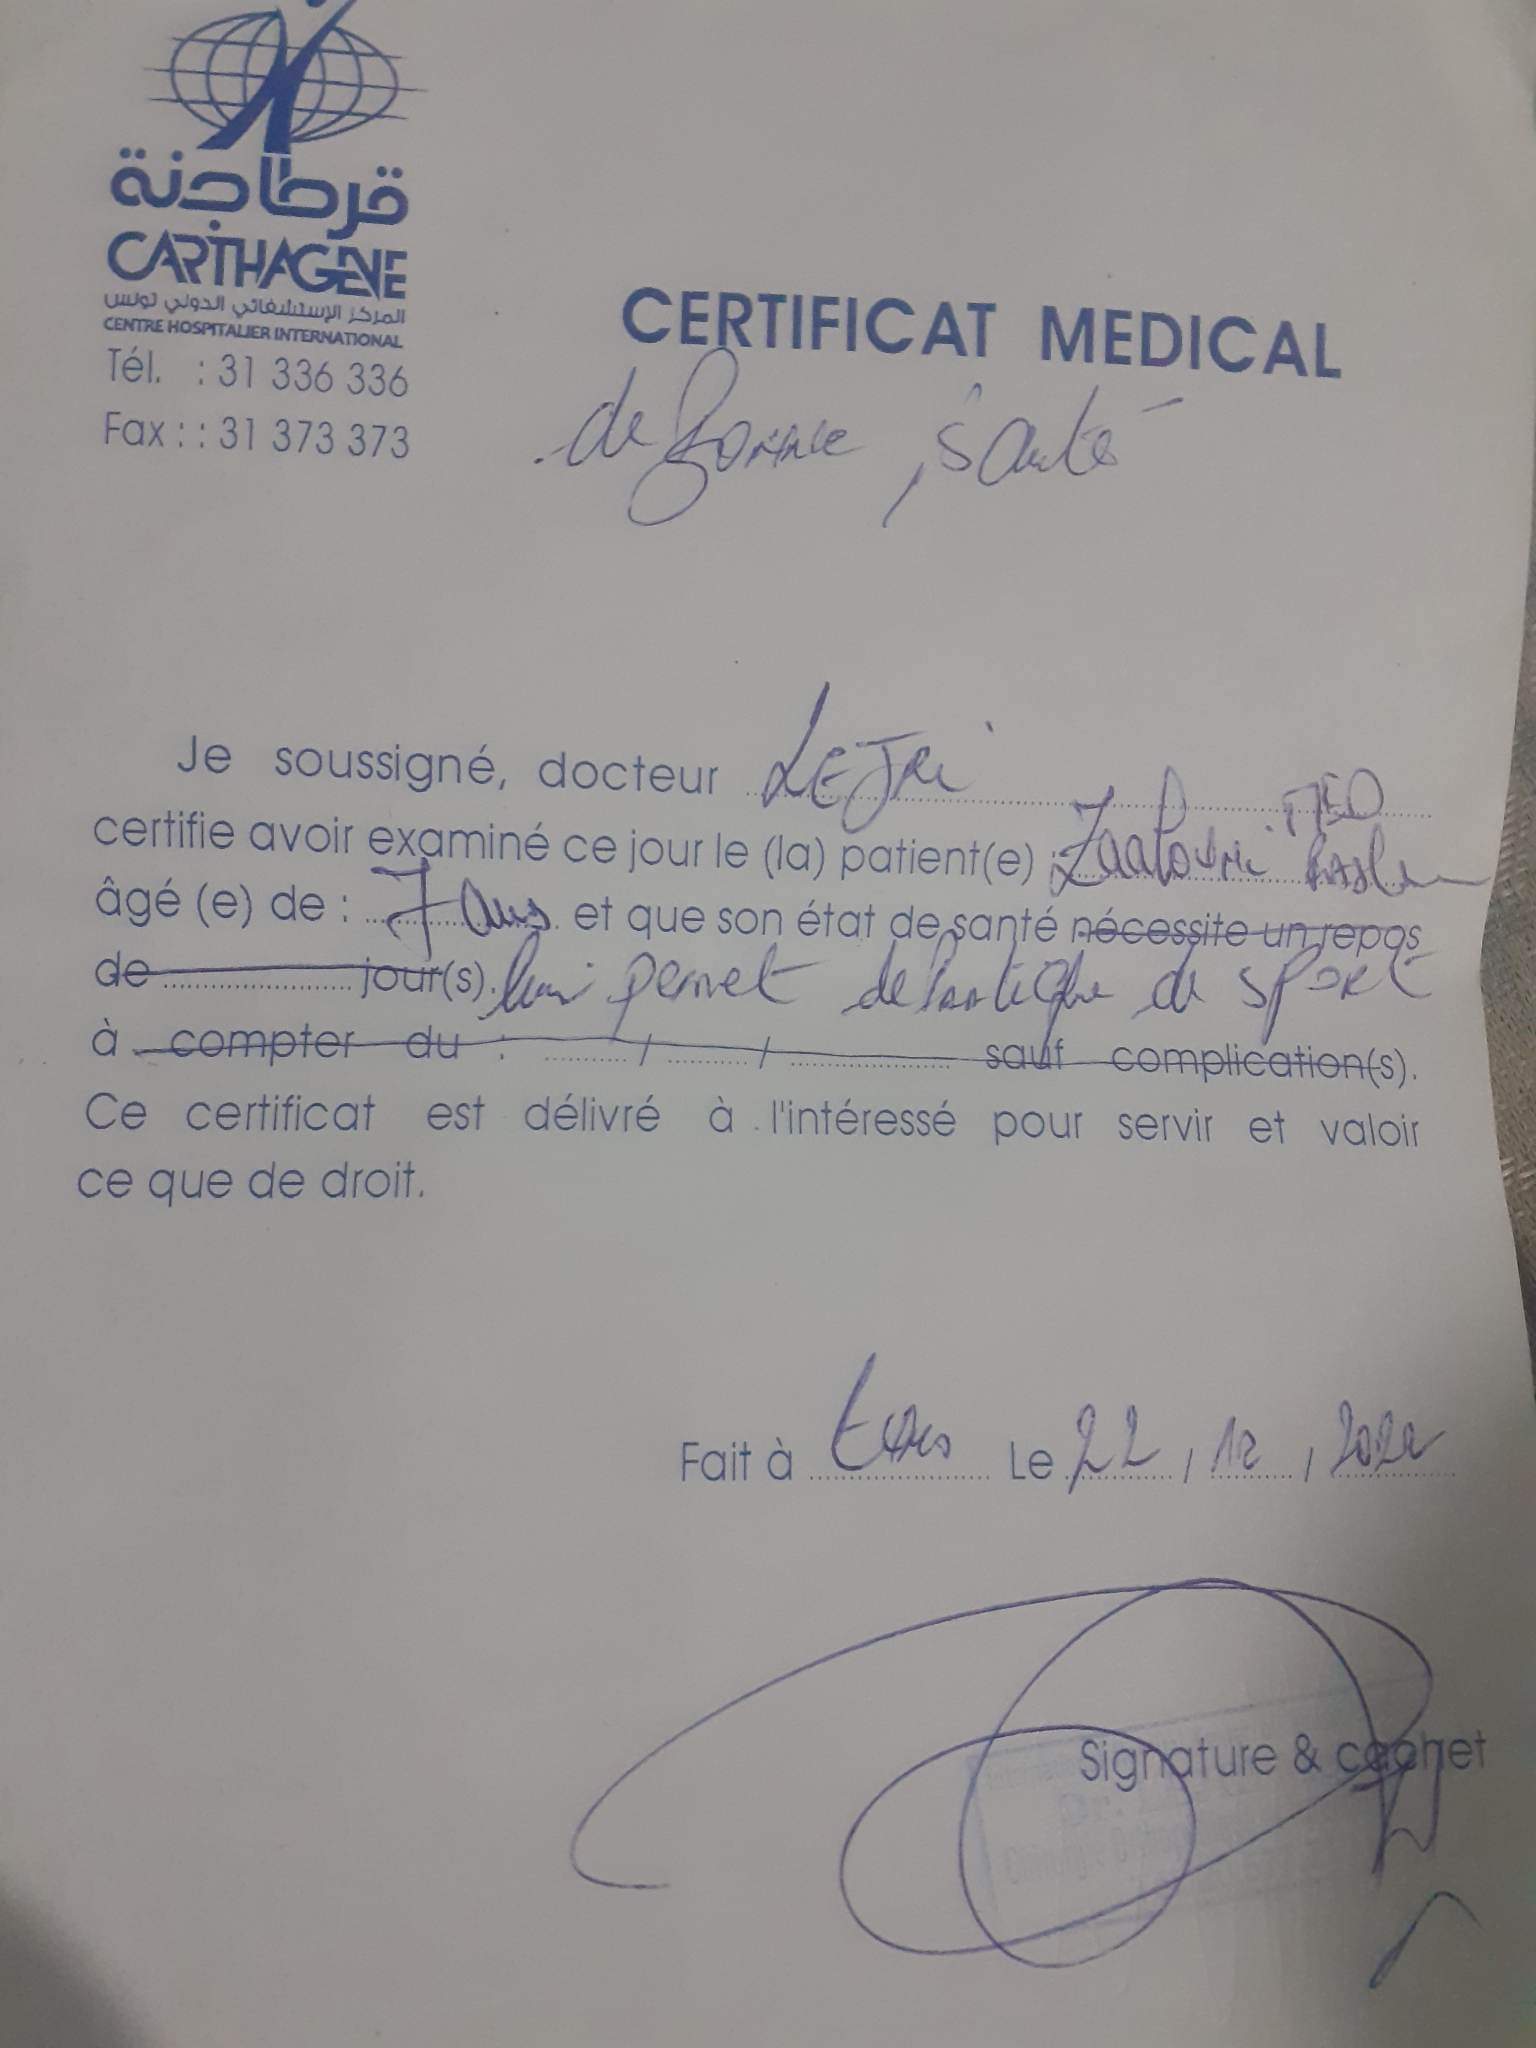 قرطاجنة
CARTHAGENE
المركز الإستشفائي الدولي تونس
CENTRE HOSPITALIER INTERNATIONAL
Tél. : 31 336 336
Fax : : 31 373 373
CERTIFICAT MEDICAL
de bonne santé
Je soussigné, docteur LEJRi
certifie avoir examiné ce jour le (la) patient(e) : MED
âgé (e) de : 7 ans et que son état de santé nécessite un repos
de jour(s). lui permet de pratique de SPORT
à compter du : / / sauf complication(s).
Ce certificat est délivré à l'intéressé pour servir et valoir
ce que de droit.
Fait à Le 22 / 12 /
Signature & cachet
Dr.